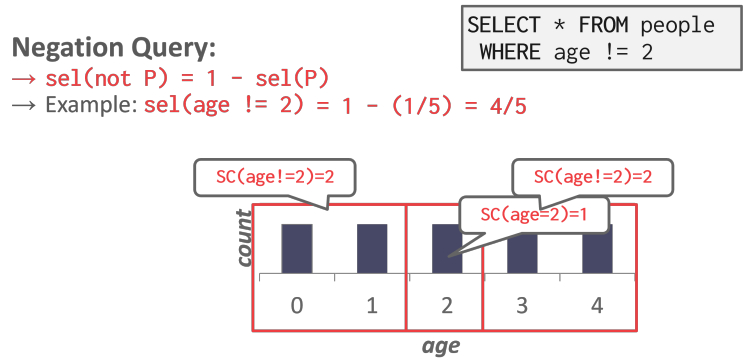 Negation Query:
→ sel(not P) = 1 – sel(P)
→ Example: sel(age != 2) = 1 – (1/5) = 4/5
SELECT * FROM people
WHERE age != 2
SC(age!=2)=2
SC(age!=2)=2
SC(age=2)=1
count
0 1 2 3 4
age